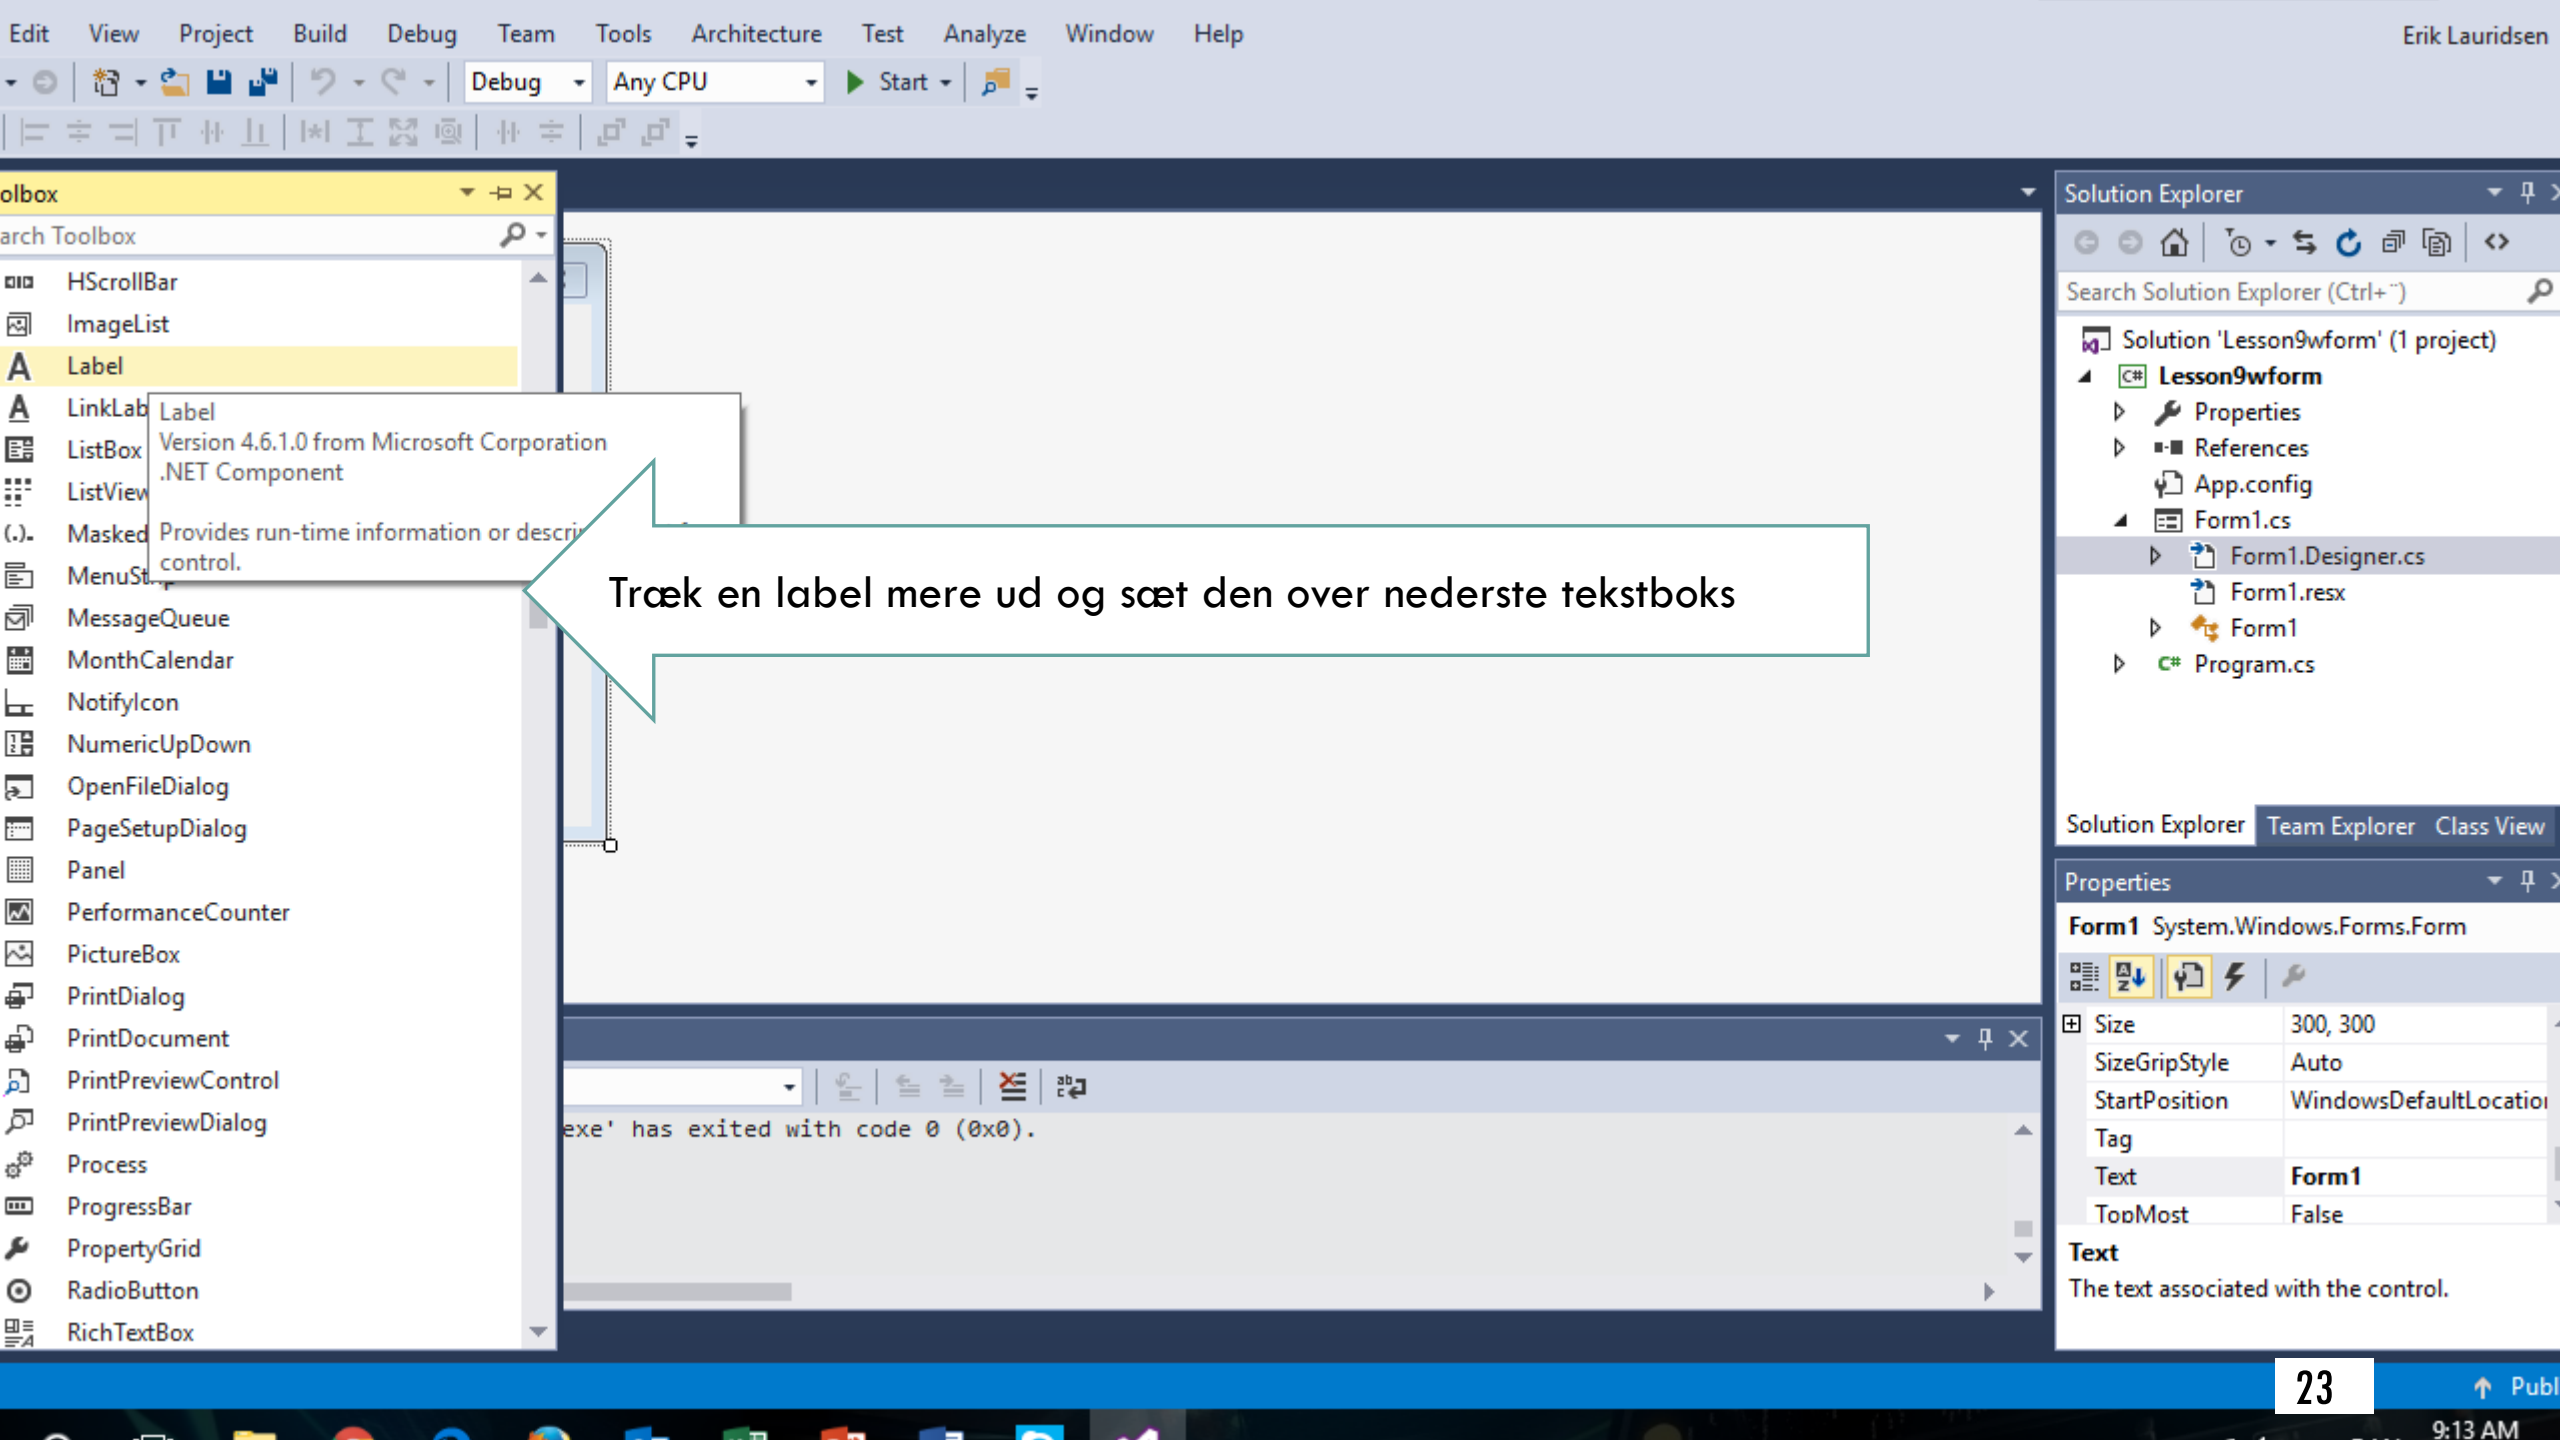 Edit View Project Build Debug Team Tools Architecture Test Analyze Window Help Erik Lauridsen
Debug Any CPU Start
olbox
arch Toolbox
HScrollBar
ImageList
Label
LinkLab
ListBox
ListView
Masked
MenuSt
MessageQueue
MonthCalendar
NotifyIcon
NumericUpDown
OpenFileDialog
PageSetupDialog
Panel
PerformanceCounter
PictureBox
PrintDialog
PrintDocument
PrintPreviewControl
PrintPreviewDialog
Process
ProgressBar
PropertyGrid
RadioButton
RichTextBox
Label
Version 4.6.1.0 from Microsoft Corporation
.NET Component
Provides run-time information or descri
control.
Træk en label mere ud og sæt den over nederste tekstboks
exe' has exited with code 0 (0x0).
Solution Explorer
Search Solution Explorer (Ctrl+¨)
Solution 'Lesson9wform' (1 project)
C# Lesson9wform
Properties
References
App.config
Form1.cs
Form1.Designer.cs
Form1.resx
Form1
C# Program.cs
Solution Explorer Team Explorer Class View
Properties
Form1 System.Windows.Forms.Form
Size 300, 300
SizeGripStyle Auto
StartPosition WindowsDefaultLocation
Tag
Text Form1
TopMost False
Text
The text associated with the control.
23
Publ
9:13 AM